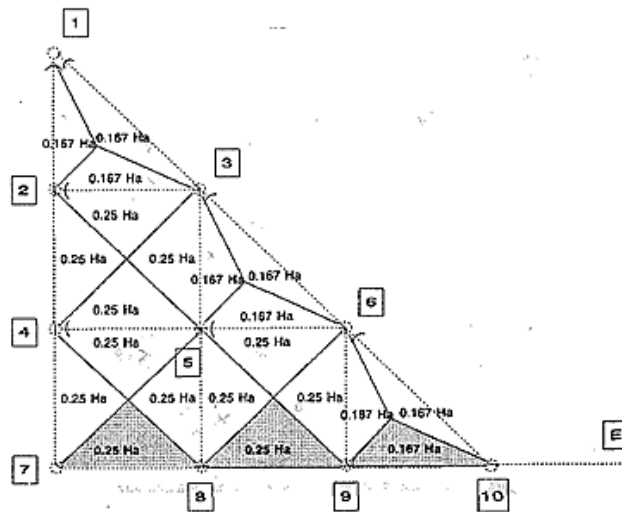 1
0.167 Ha 0.167 Ha
3
2 0.167 Ha
0.25 Ha
0.25 Ha 0.25 Ha
0.167 Ha 0.167 Ha
6
0.25 Ha 0.167 Ha
4
0.25 Ha 0.25 Ha
5
0.25 Ha 0.25 Ha 0.25 Ha 0.25 Ha
0.167 Ha 0.167 Ha
E
0.25 Ha 0.25 Ha 0.167 Ha
7
8 9 10